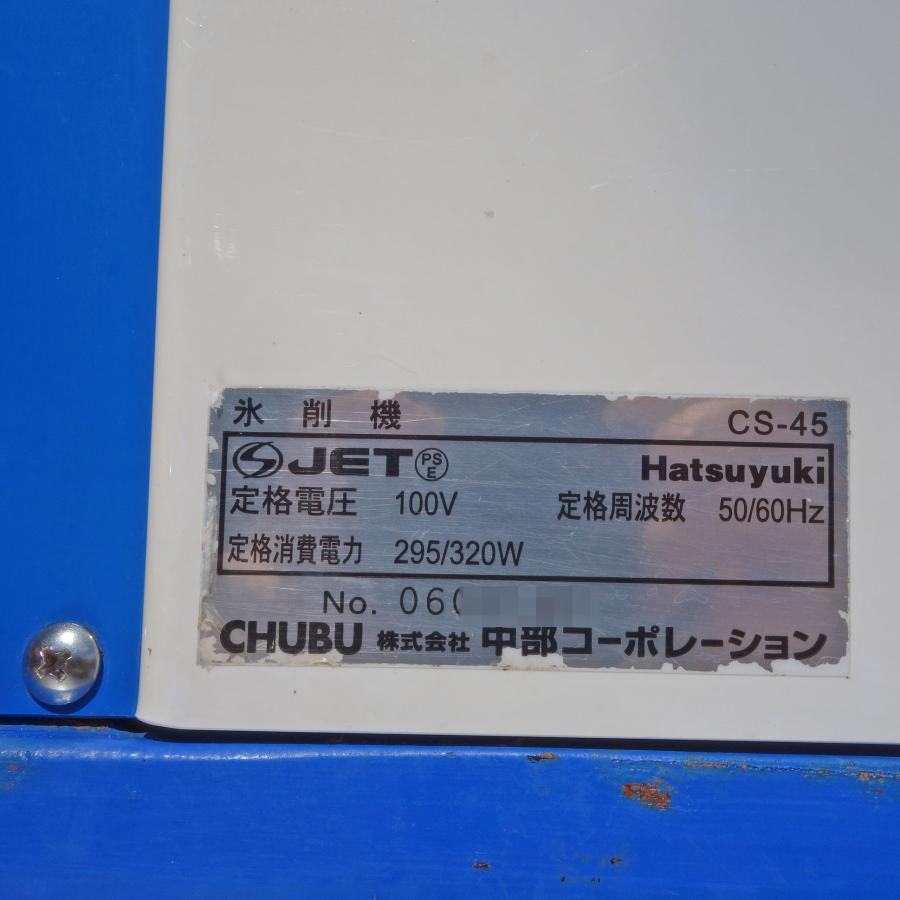 氷削機 CS-45
S JET PSE Hatsuyuki
定格電圧 100V 定格周波数 50/60Hz
定格消費電力 295/320W
No. 06
CHUBU 株式会社 中部コーポレーション